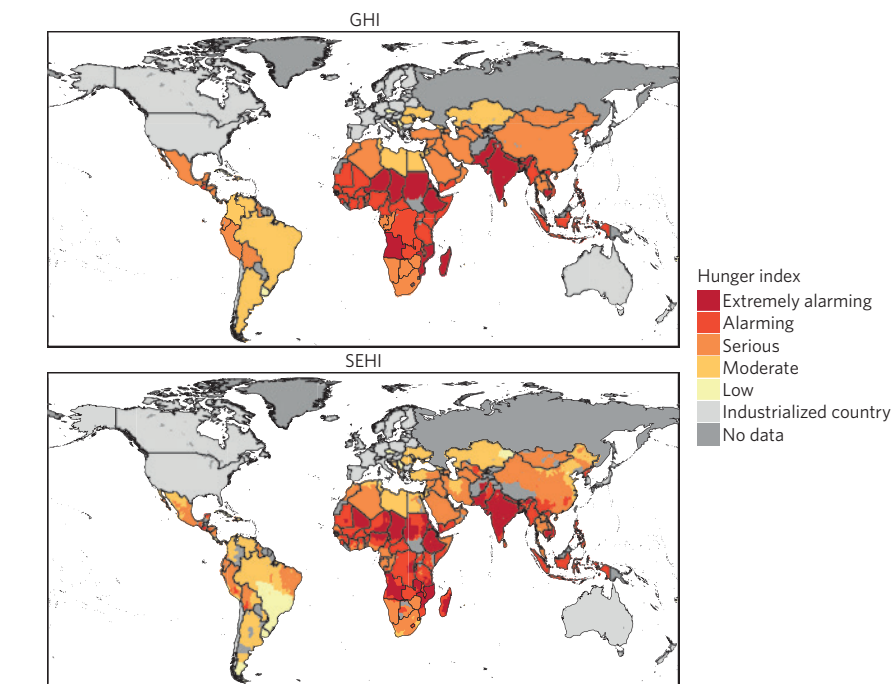 GHI
Hunger index
Extremely alarming
Alarming
Serious
Moderate
Low
Industrialized country
No data
SEHI